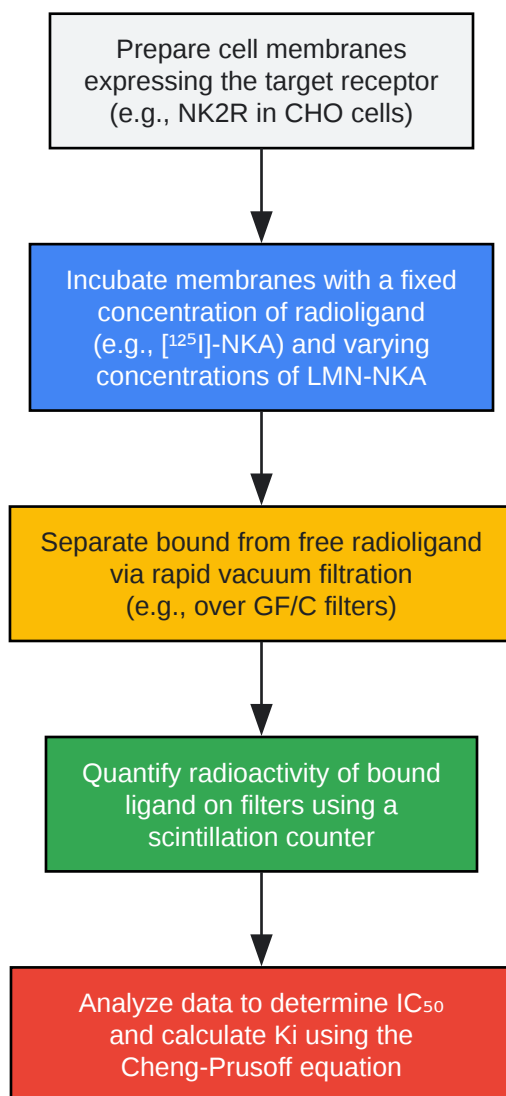 Prepare cell membranes
expressing the target receptor
(e.g., NK2R in CHO cells)
Incubate membranes with a fixed
concentration of radioligand
(e.g., [¹²⁵I]-NKA) and varying
concentrations of LMN-NKA
Separate bound from free radioligand
via rapid vacuum filtration
(e.g., over GF/C filters)
Quantify radioactivity of bound
ligand on filters using a
scintillation counter
Analyze data to determine IC₅₀
and calculate Ki using the
Cheng-Prusoff equation